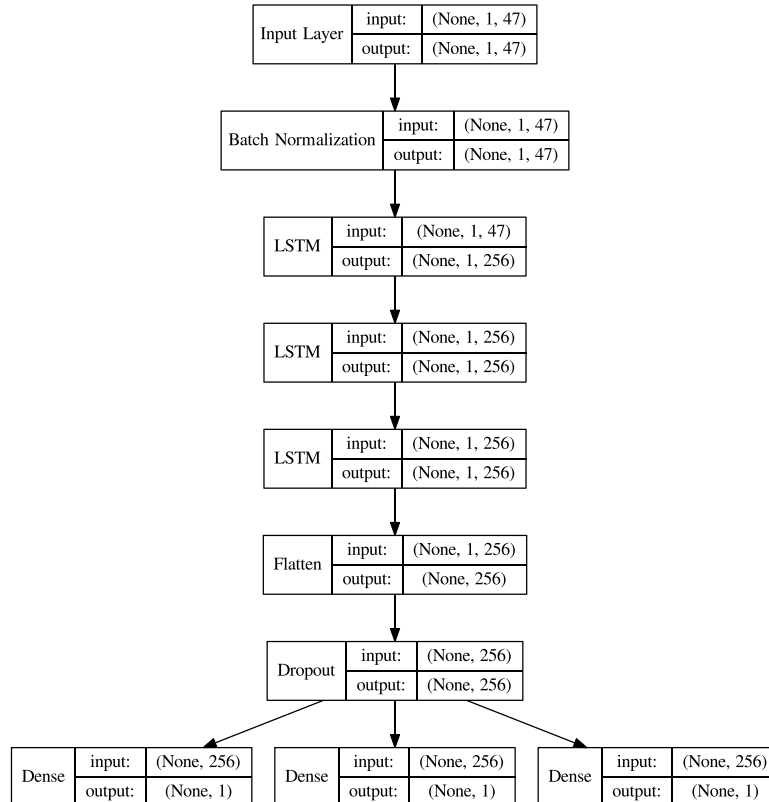 Input Layer input: (None, 1, 47)
output: (None, 1, 47)
Batch Normalization input: (None, 1, 47)
output: (None, 1, 47)
LSTM input: (None, 1, 47)
output: (None, 1, 256)
LSTM input: (None, 1, 256)
output: (None, 1, 256)
LSTM input: (None, 1, 256)
output: (None, 1, 256)
Flatten input: (None, 1, 256)
output: (None, 256)
Dropout input: (None, 256)
output: (None, 256)
Dense input: (None, 256) Dense input: (None, 256) Dense input: (None, 256)
output: (None, 1) output: (None, 1) output: (None, 1)